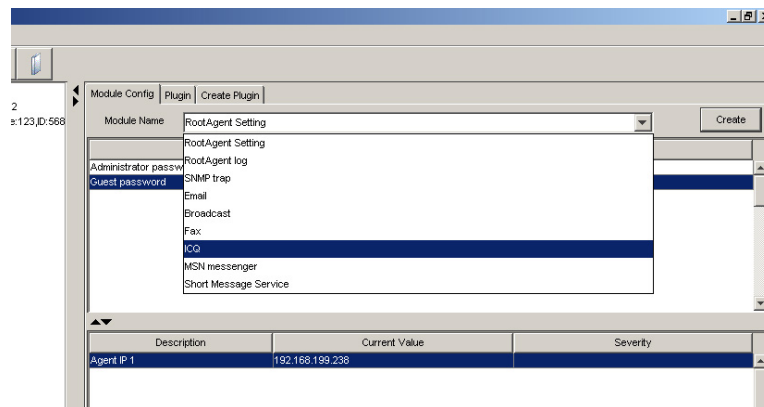 Module Config Plugin Create Plugin
2
e:123,ID:568
Module Name RootAgent Setting Create
RootAgent Setting
RootAgent log
Administrator passw
SNMP trap
Guest password
Email
Broadcast
Fax
ICQ
MSN messenger
Short Message Service
Description Current Value Severity
Agent IP 1 192.168.199.238